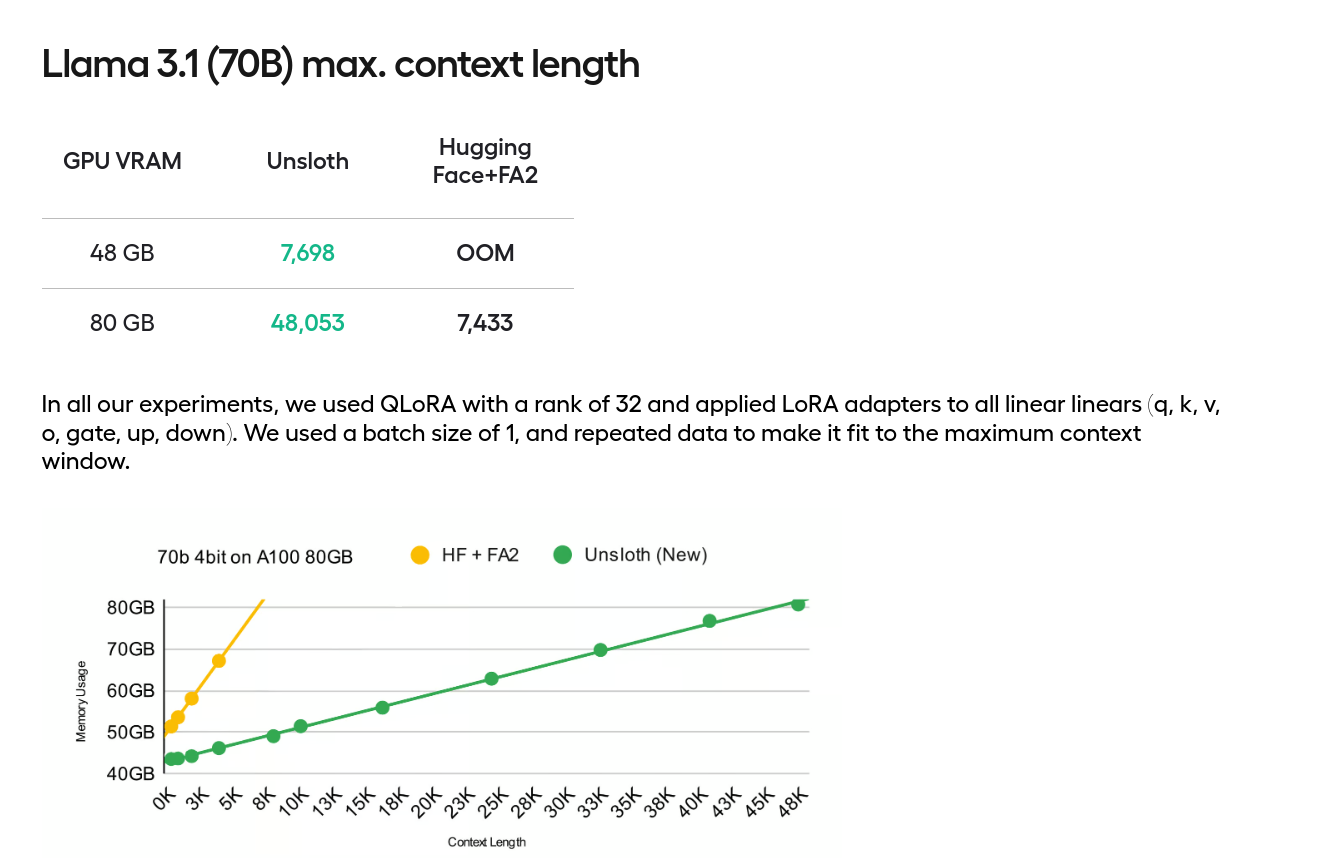 Llama 3.1 (70B) max. context length
GPU VRAM
Unsloth
Hugging
Face+FA2
48 GB
7,698
OOM
80 GB
48,053
7,433
In all our experiments, we used QLoRA with a rank of 32 and applied LoRA adapters to all linear linears (q, k, v,
o, gate, up, down). We used a batch size of 1, and repeated data to make it fit to the maximum context
window.
70b 4bit on A100 80GB
HF + FA2
Unsloth (New)
80GB
70GB
60GB
50GB
40GB
Memory Usage
0K
3K
5K
8K
10K
13K
15K
18K
20K
23K
25K
28K
30K
33K
35K
38K
40K
43K
45K
48K
Context Length